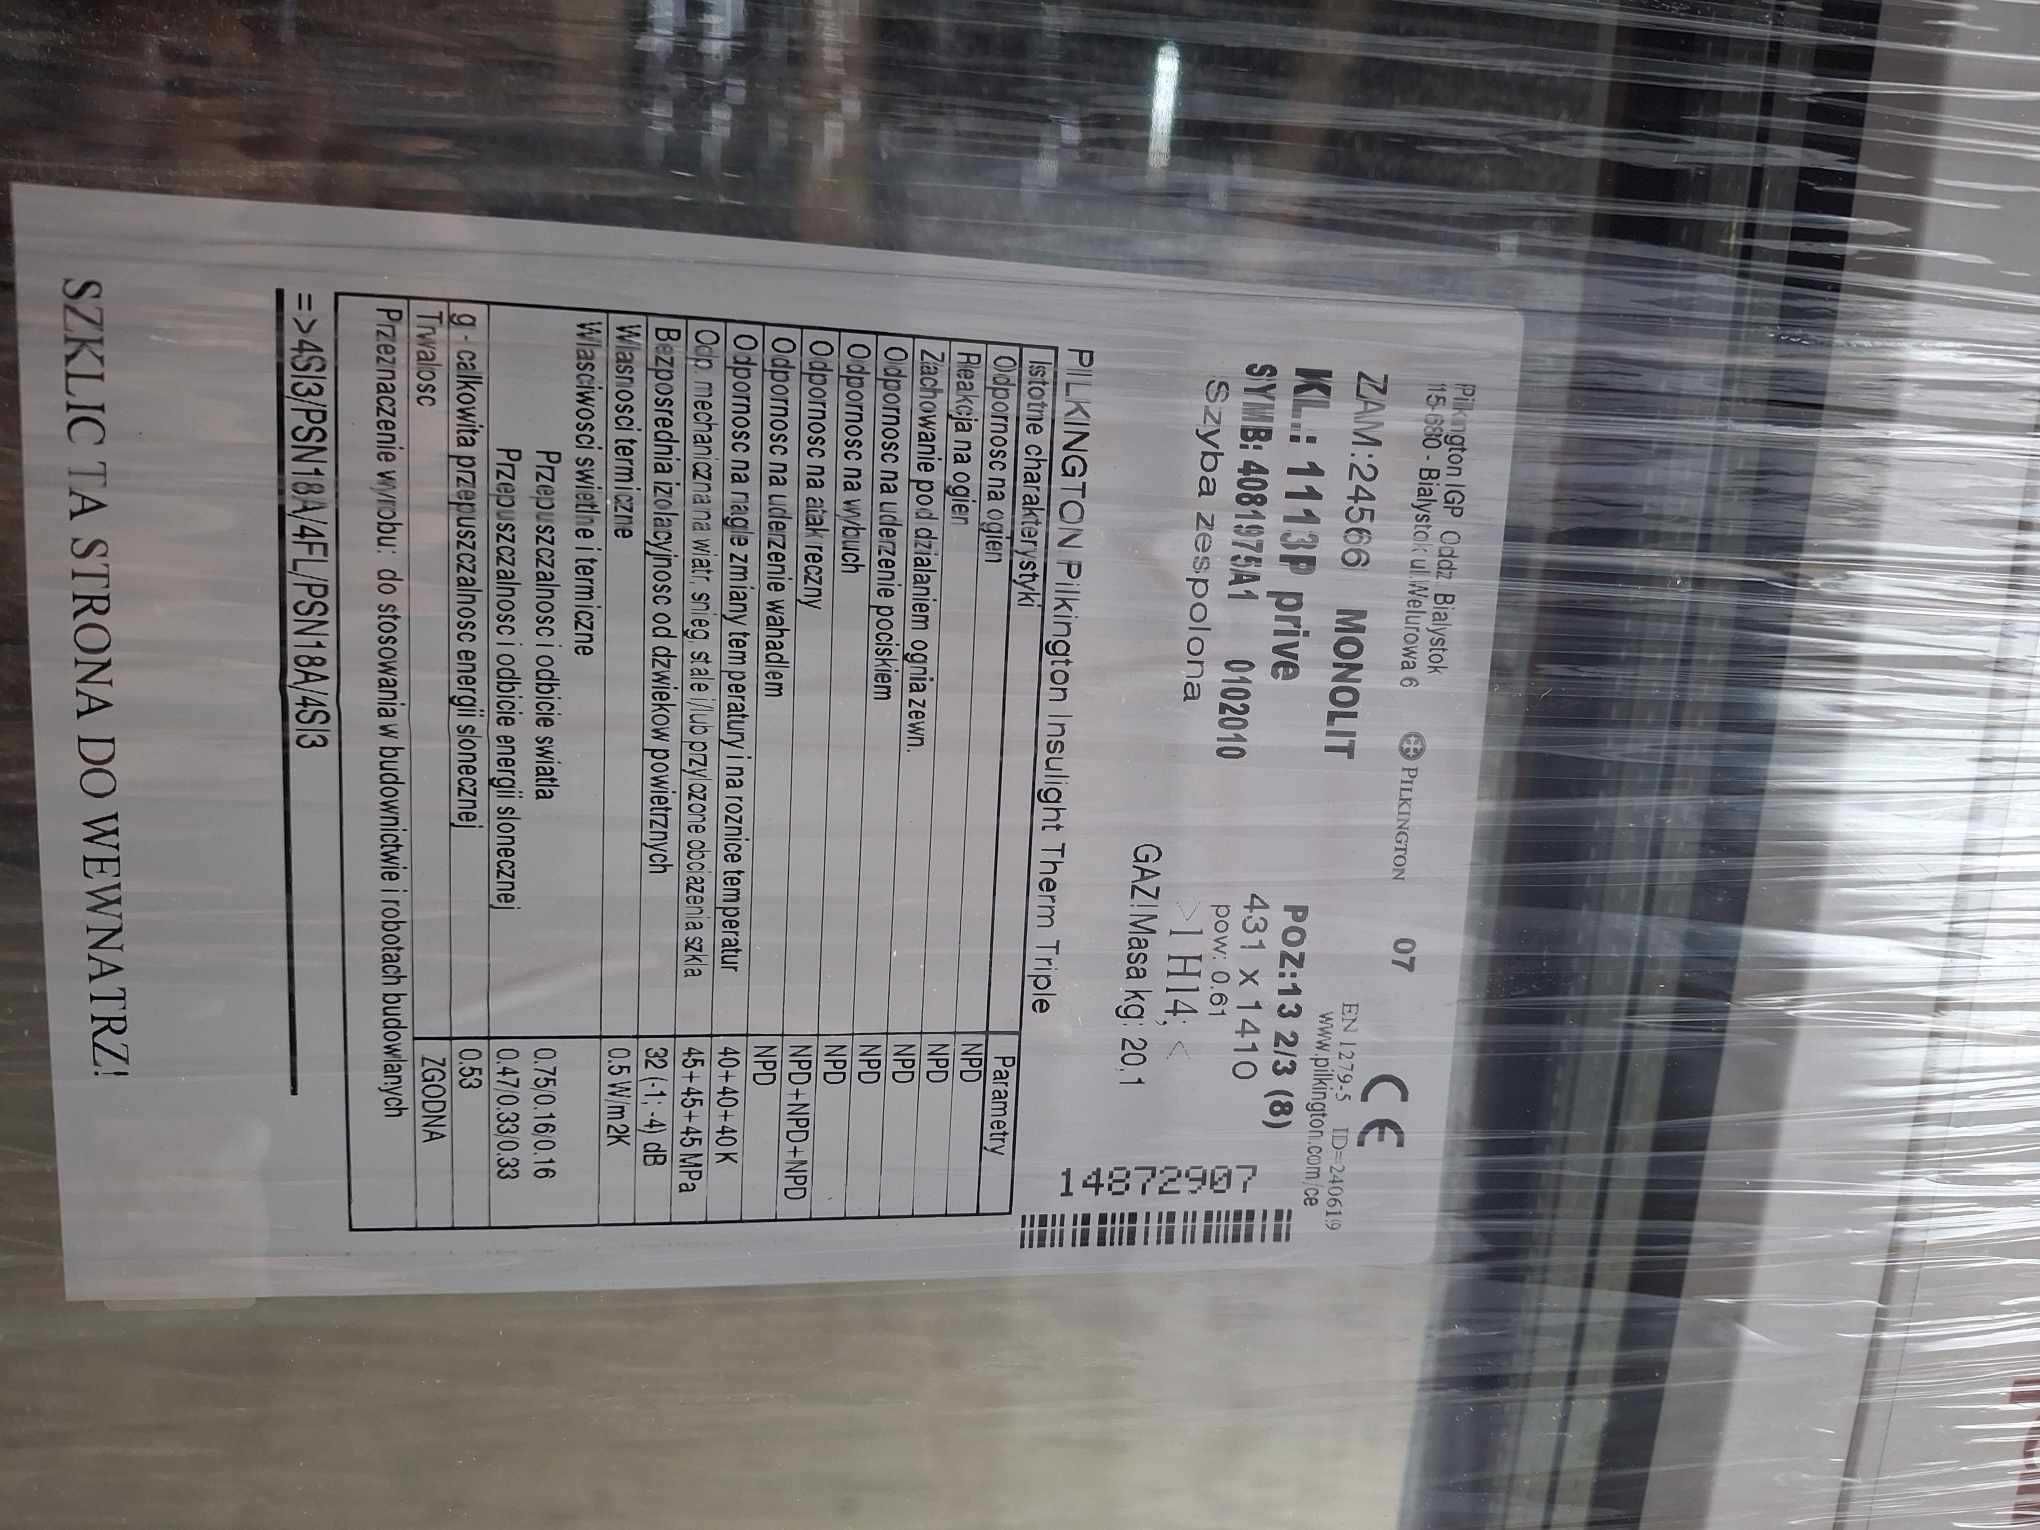 Pilkington IGP Oddz Bialystok
15-680 - Bialystok ul.Welurowa 6
PILKINGTON
07
CE
EN 1279-5 ID=240619
www.pilkington.com/ce
ZAM:24566 MONOLIT
KL.: 1113P prive
POZ:13 2/3 (8)
SYMB: 4081975A1 0102010
431 x 1410
Szyba zespolona
pow: 0.61
>1 H14; <
GAZ!Masa kg: 20,1
14872907
PILKINGTON Pilkington Insulight Therm Triple
Istotne charakterystyki Parametry
Odpornosc na ogien NPD
Reakcja na ogien NPD
Zachowanie pod dzialaniem ognia zewn. NPD
Odpornosc na uderzenie pociskiem NPD
Odpornosc na wybuch NPD
Odpornosc na atak reczny NPD+NPD+NPD
Odpornosc na uderzenie wahadlem NPD
Odpornosc na nagle zmiany temperatury i na roznice temperatur 40+40+40K
Odp. mechaniczna na wiatr, snieg, stale i/lub przylozone obciazenia szkla 45+45+45 MPa
Bezposrednia izolacyjnosc od dzwiekow powietrznych 32 (-1; -4) dB
Wlasnosci termiczne 0.5 W/m2K
Wlasciwosci swietlne i termiczne
Przepuszczalnosc i odbicie swiatla 0.75/0.16/0.16
Przepuszczalnosc i odbicie energii slonecznej 0.47/0.33/0.33
g - calkowita przepuszczalnosc energii slonecznej 0.53
Trwalosc ZGODNA
Przeznaczenie wyrobu: do stosowania w budownictwie i robotach budowlanych
=>4SI3/PSN18A/4FL/PSN18A/4SI3
SZKLIC TA STRONA DO WEWNATRZ!